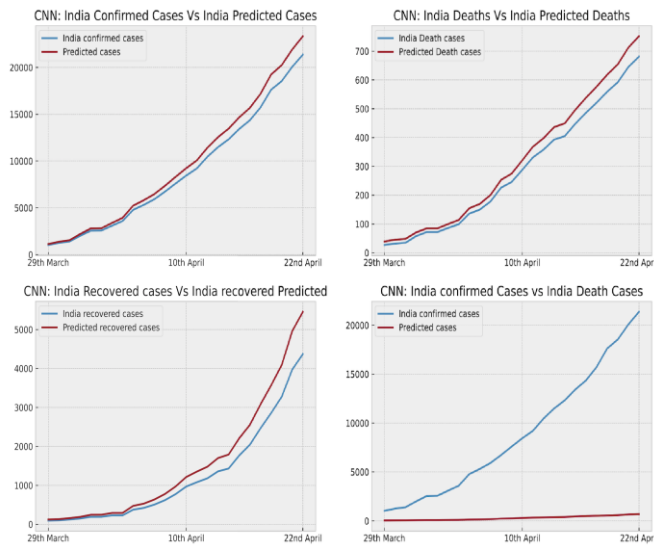 CNN: India Confirmed Cases Vs India Predicted Cases
India confirmed cases
Predicted cases
20000
15000
10000
5000
0
29th March
10th April
22nd April
CNN: India Deaths Vs India Predicted Deaths
India Death cases
Predicted Death cases
700
600
500
400
300
200
100
0
29th March
10th April
22nd Apr
CNN: India Recovered cases Vs India recovered Predicted
India recovered cases
Predicted recovered cases
5000
4000
3000
2000
1000
0
29th March
10th April
22nd April
CNN: India confirmed Cases vs India Death Cases
India confirmed cases
Predicted cases
20000
15000
10000
5000
0
29th March
10th April
22nd Apr